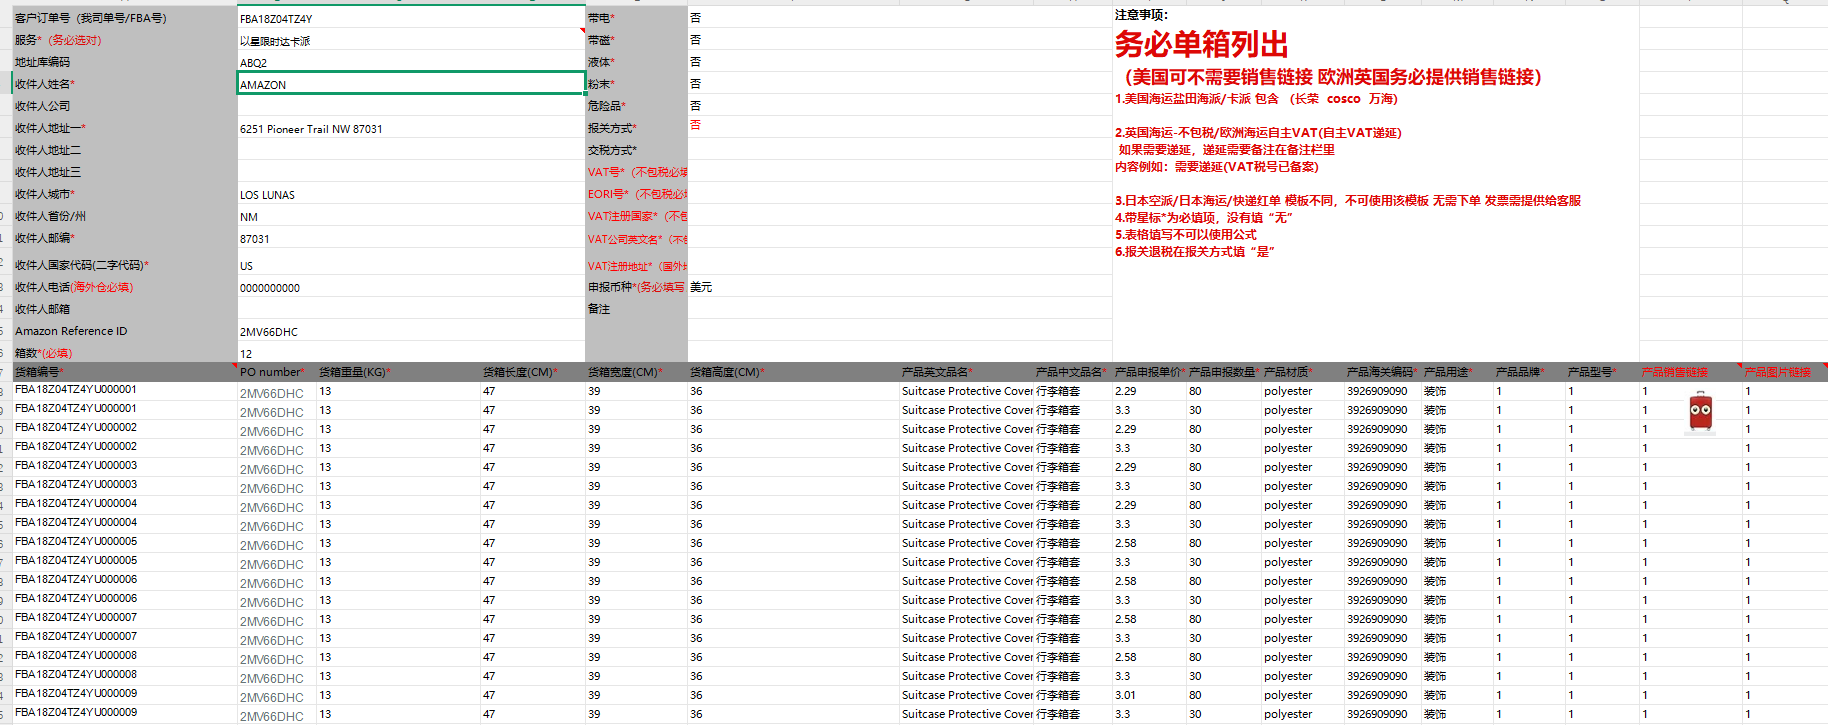 客户订单号（我司单号/FBA号） FBA18Z04TZ4Y 带电* 否 注意事项:
服务*（务必选对） 以星限时达卡派 带磁* 否 务必单箱列出
地址库编码 ABQ2 液体* 否
收件人姓名* AMAZON 粉末* 否 （美国可不需要销售链接 欧洲英国务必提供销售链接）
收件人公司 危险品* 否 1.美国海运盐田海派/卡派 包含 （长荣 cosco 万海)
收件人地址一* 6251 Pioneer Trail NW 87031 报关方式* 否 2.英国海运-不包税/欧洲海运自主VAT(自主VAT递延)
收件人地址二 交税方式* 如果需要递延，递延需要备注在备注栏里
收件人地址三 VAT号*（不包税必填 内容例如：需要递延(VAT税号已备案)
收件人城市* LOS LUNAS EORI号*（不包税必填 3.日本空派/日本海运/快递红单 模板不同，不可使用该模板 无需下单 发票需提供给客服
收件人省份/州 NM VAT注册国家*（不包 4.带星标*为必填项，没有填“无”
收件人邮编* 87031 VAT公司英文名*（不包 5.表格填写不可以使用公式
收件人国家代码(二字代码)* US VAT注册地址*（国外地 6.报关退税在报关方式填“是”
收件人电话(海外仓必填) 0000000000 申报币种*(务必填写 美元
收件人邮箱 备注
Amazon Reference ID 2MV66DHC
箱数*(必填) 12
货箱编号* PO number* 货箱重量(KG)* 货箱长度(CM)* 货箱宽度(CM)* 货箱高度(CM)* 产品英文品名* 产品中文品名* 产品申报单价* 产品申报数量* 产品材质* 产品海关编码* 产品用途* 产品品牌* 产品型号* 产品销售链接 产品图片链接
FBA18Z04TZ4YU000001 2MV66DHC 13 47 39 36 Suitcase Protective Cover 行李箱套 2.29 80 polyester 3926909090 装饰 1 1 1 1
FBA18Z04TZ4YU000001 2MV66DHC 13 47 39 36 Suitcase Protective Cover 行李箱套 3.3 30 polyester 3926909090 装饰 1 1 1 1
FBA18Z04TZ4YU000002 2MV66DHC 13 47 39 36 Suitcase Protective Cover 行李箱套 2.29 80 polyester 3926909090 装饰 1 1 1 1
FBA18Z04TZ4YU000002 2MV66DHC 13 47 39 36 Suitcase Protective Cover 行李箱套 3.3 30 polyester 3926909090 装饰 1 1 1 1
FBA18Z04TZ4YU000003 2MV66DHC 13 47 39 36 Suitcase Protective Cover 行李箱套 2.29 80 polyester 3926909090 装饰 1 1 1 1
FBA18Z04TZ4YU000003 2MV66DHC 13 47 39 36 Suitcase Protective Cover 行李箱套 3.3 30 polyester 3926909090 装饰 1 1 1 1
FBA18Z04TZ4YU000004 2MV66DHC 13 47 39 36 Suitcase Protective Cover 行李箱套 2.29 80 polyester 3926909090 装饰 1 1 1 1
FBA18Z04TZ4YU000004 2MV66DHC 13 47 39 36 Suitcase Protective Cover 行李箱套 3.3 30 polyester 3926909090 装饰 1 1 1 1
FBA18Z04TZ4YU000005 2MV66DHC 13 47 39 36 Suitcase Protective Cover 行李箱套 2.58 80 polyester 3926909090 装饰 1 1 1 1
FBA18Z04TZ4YU000005 2MV66DHC 13 47 39 36 Suitcase Protective Cover 行李箱套 3.3 30 polyester 3926909090 装饰 1 1 1 1
FBA18Z04TZ4YU000006 2MV66DHC 13 47 39 36 Suitcase Protective Cover 行李箱套 2.58 80 polyester 3926909090 装饰 1 1 1 1
FBA18Z04TZ4YU000006 2MV66DHC 13 47 39 36 Suitcase Protective Cover 行李箱套 3.3 30 polyester 3926909090 装饰 1 1 1 1
FBA18Z04TZ4YU000007 2MV66DHC 13 47 39 36 Suitcase Protective Cover 行李箱套 2.58 80 polyester 3926909090 装饰 1 1 1 1
FBA18Z04TZ4YU000007 2MV66DHC 13 47 39 36 Suitcase Protective Cover 行李箱套 3.3 30 polyester 3926909090 装饰 1 1 1 1
FBA18Z04TZ4YU000008 2MV66DHC 13 47 39 36 Suitcase Protective Cover 行李箱套 2.58 80 polyester 3926909090 装饰 1 1 1 1
FBA18Z04TZ4YU000008 2MV66DHC 13 47 39 36 Suitcase Protective Cover 行李箱套 3.3 30 polyester 3926909090 装饰 1 1 1 1
FBA18Z04TZ4YU000009 2MV66DHC 13 47 39 36 Suitcase Protective Cover 行李箱套 3.01 80 polyester 3926909090 装饰 1 1 1 1
FBA18Z04TZ4YU000009 2MV66DHC 13 47 39 36 Suitcase Protective Cover 行李箱套 3.3 30 polyester 3926909090 装饰 1 1 1 1